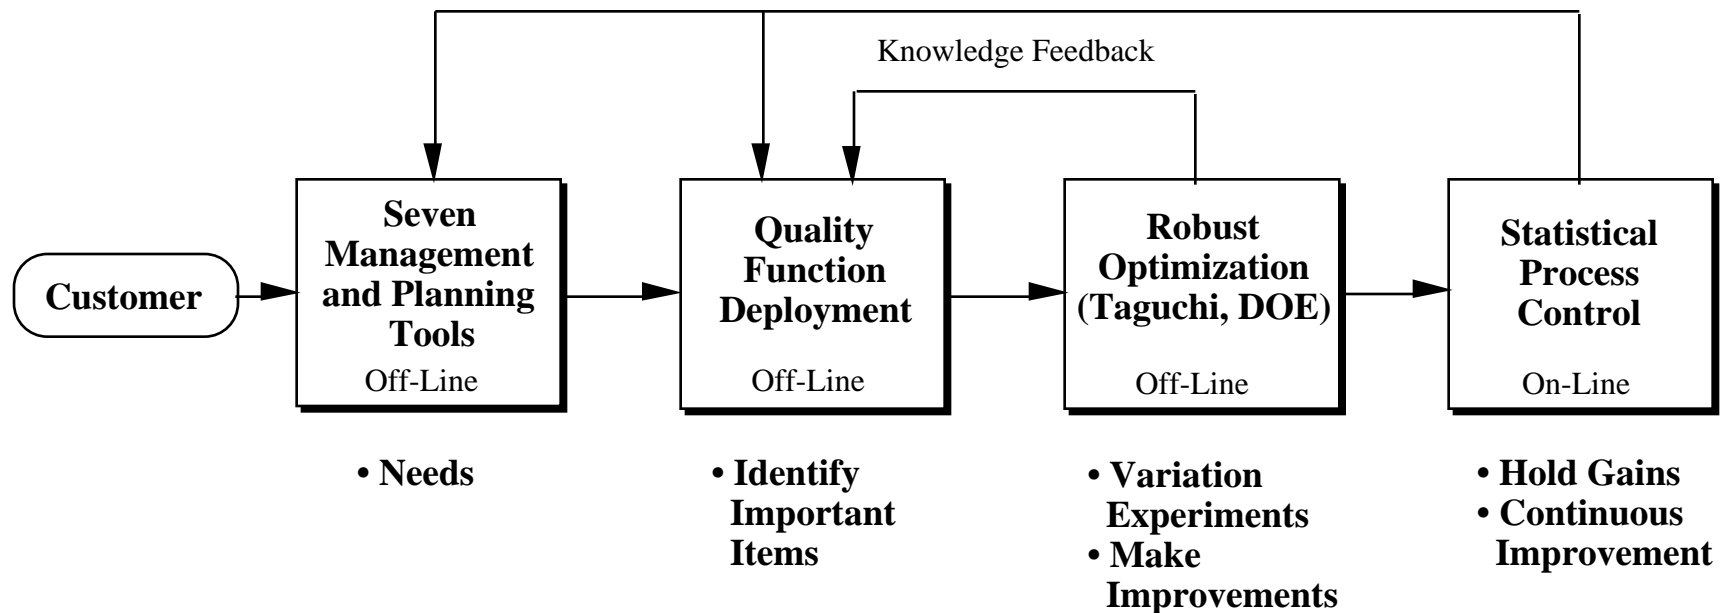 Knowledge Feedback
Customer
Seven
Management
and Planning
Tools
Off-Line
Quality
Function
Deployment
Off-Line
Robust
Optimization
(Taguchi, DOE)
Off-Line
Statistical
Process
Control
On-Line
• Needs
• Identify
Important
Items
• Variation
Experiments
• Make
Improvements
• Hold Gains
• Continuous
Improvement